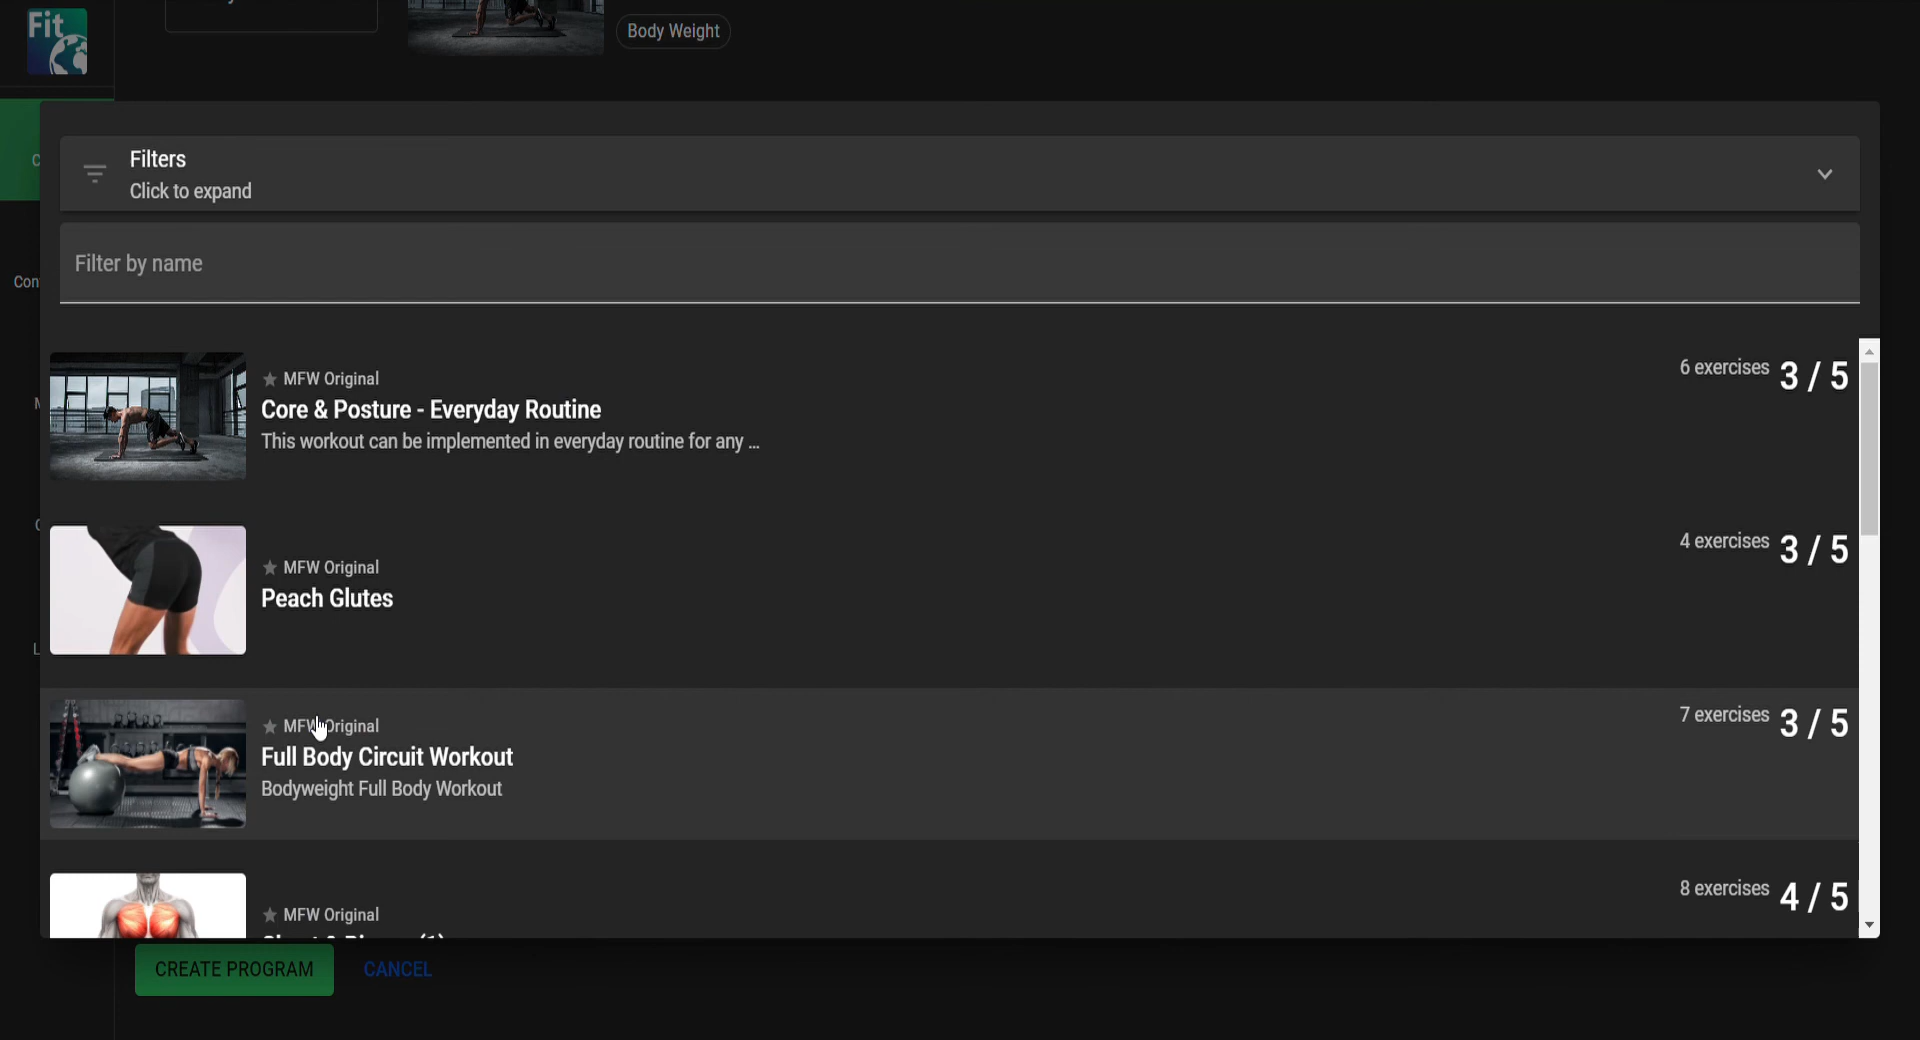 Fit
Body Weight
Filters
Click to expand
Filter by name
Con
MFW Original
6 exercises 3 / 5
Core & Posture - Everyday Routine
This workout can be implemented in everyday routine for any ...
MFW Original
4 exercises 3 / 5
Peach Glutes
MFW Original
7 exercises 3 / 5
Full Body Circuit Workout
Bodyweight Full Body Workout
MFW Original
8 exercises 4 / 5
CREATE PROGRAM
CANCEL